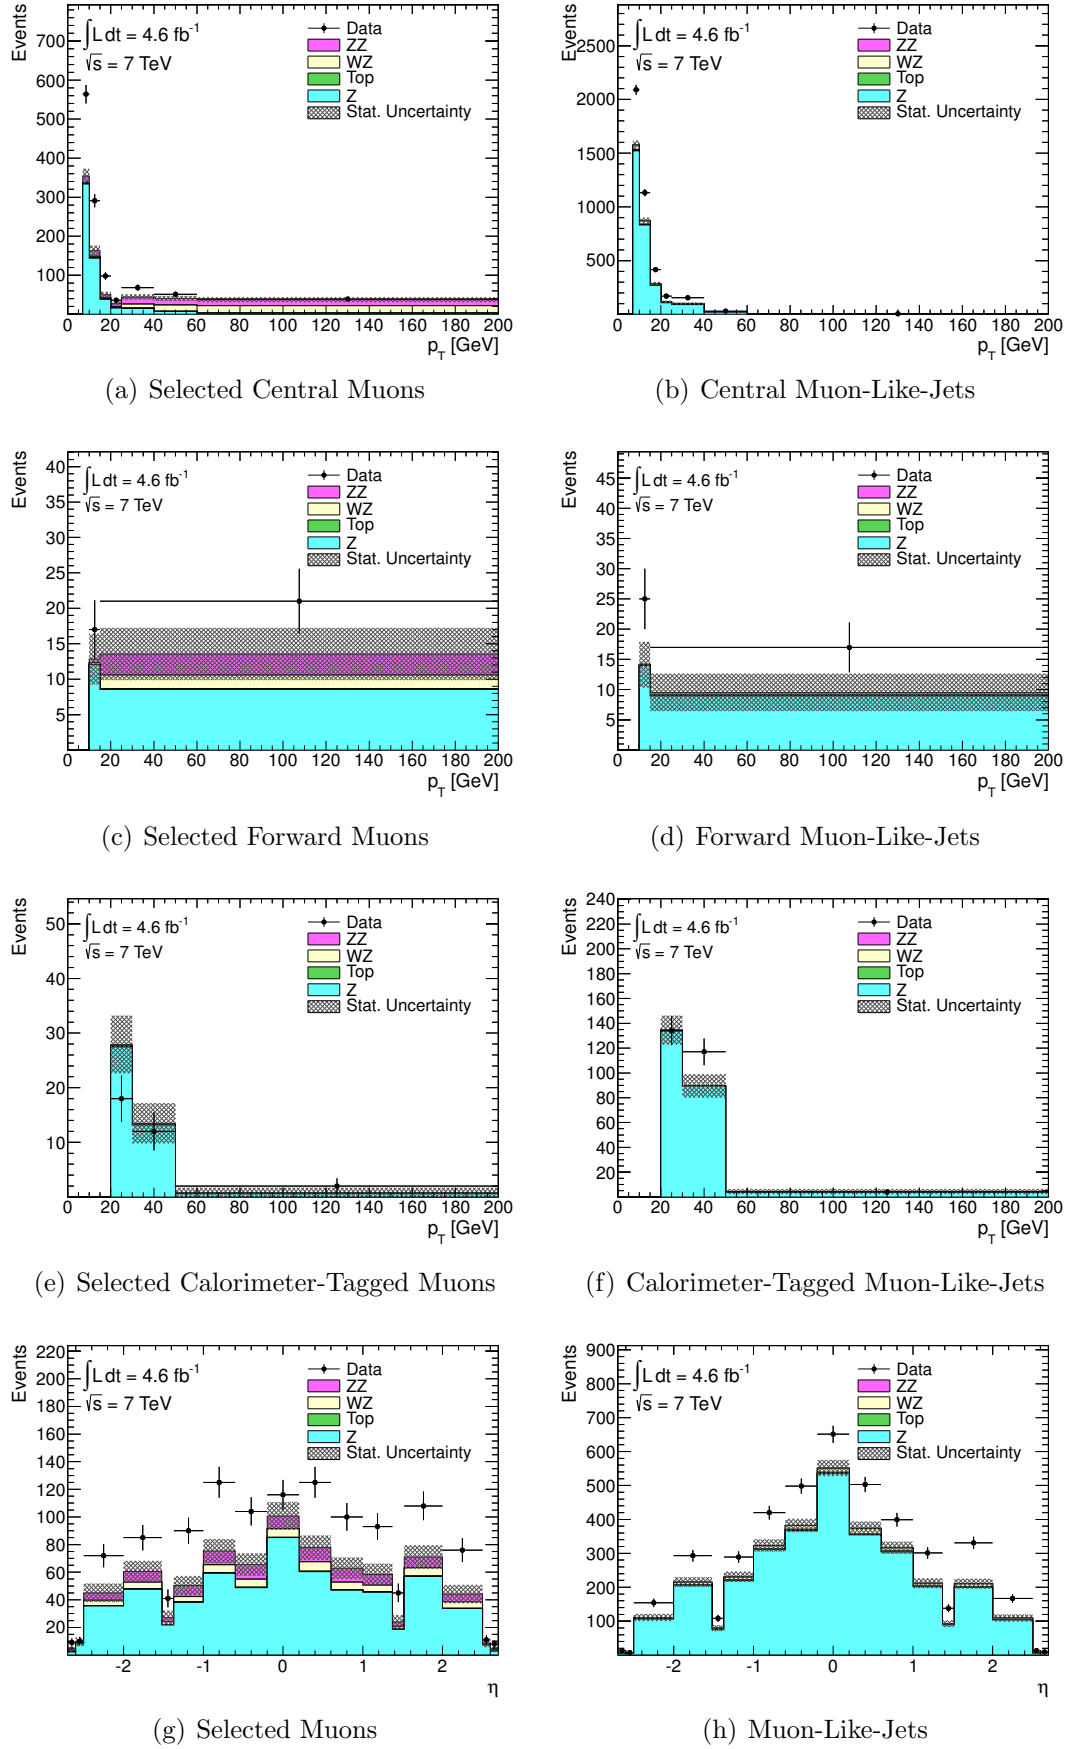 Events
∫L dt = 4.6 fb⁻¹
√s = 7 TeV
Data
ZZ
WZ
Top
Z
Stat. Uncertainty
700
600
500
400
300
200
100
0 20 40 60 80 100 120 140 160 180 200
p_T [GeV]
(a) Selected Central Muons
Events
∫L dt = 4.6 fb⁻¹
√s = 7 TeV
Data
ZZ
WZ
Top
Z
Stat. Uncertainty
2500
2000
1500
1000
500
0 20 40 60 80 100 120 140 160 180 200
p_T [GeV]
(b) Central Muon-Like-Jets
Events
∫L dt = 4.6 fb⁻¹
√s = 7 TeV
Data
ZZ
WZ
Top
Z
Stat. Uncertainty
40
35
30
25
20
15
10
5
0 20 40 60 80 100 120 140 160 180 200
p_T [GeV]
(c) Selected Forward Muons
Events
∫L dt = 4.6 fb⁻¹
√s = 7 TeV
Data
ZZ
WZ
Top
Z
Stat. Uncertainty
45
40
35
30
25
20
15
10
5
0 20 40 60 80 100 120 140 160 180 200
p_T [GeV]
(d) Forward Muon-Like-Jets
Events
∫L dt = 4.6 fb⁻¹
√s = 7 TeV
Data
ZZ
WZ
Top
Z
Stat. Uncertainty
50
40
30
20
10
0 20 40 60 80 100 120 140 160 180 200
p_T [GeV]
(e) Selected Calorimeter-Tagged Muons
Events
∫L dt = 4.6 fb⁻¹
√s = 7 TeV
Data
ZZ
WZ
Top
Z
Stat. Uncertainty
240
220
200
180
160
140
120
100
80
60
40
20
0 20 40 60 80 100 120 140 160 180 200
p_T [GeV]
(f) Calorimeter-Tagged Muon-Like-Jets
Events
∫L dt = 4.6 fb⁻¹
√s = 7 TeV
Data
ZZ
WZ
Top
Z
Stat. Uncertainty
220
200
180
160
140
120
100
80
60
40
20
-2 -1 0 1 2
η
(g) Selected Muons
Events
∫L dt = 4.6 fb⁻¹
√s = 7 TeV
Data
ZZ
WZ
Top
Z
Stat. Uncertainty
900
800
700
600
500
400
300
200
100
-2 -1 0 1 2
η
(h) Muon-Like-Jets